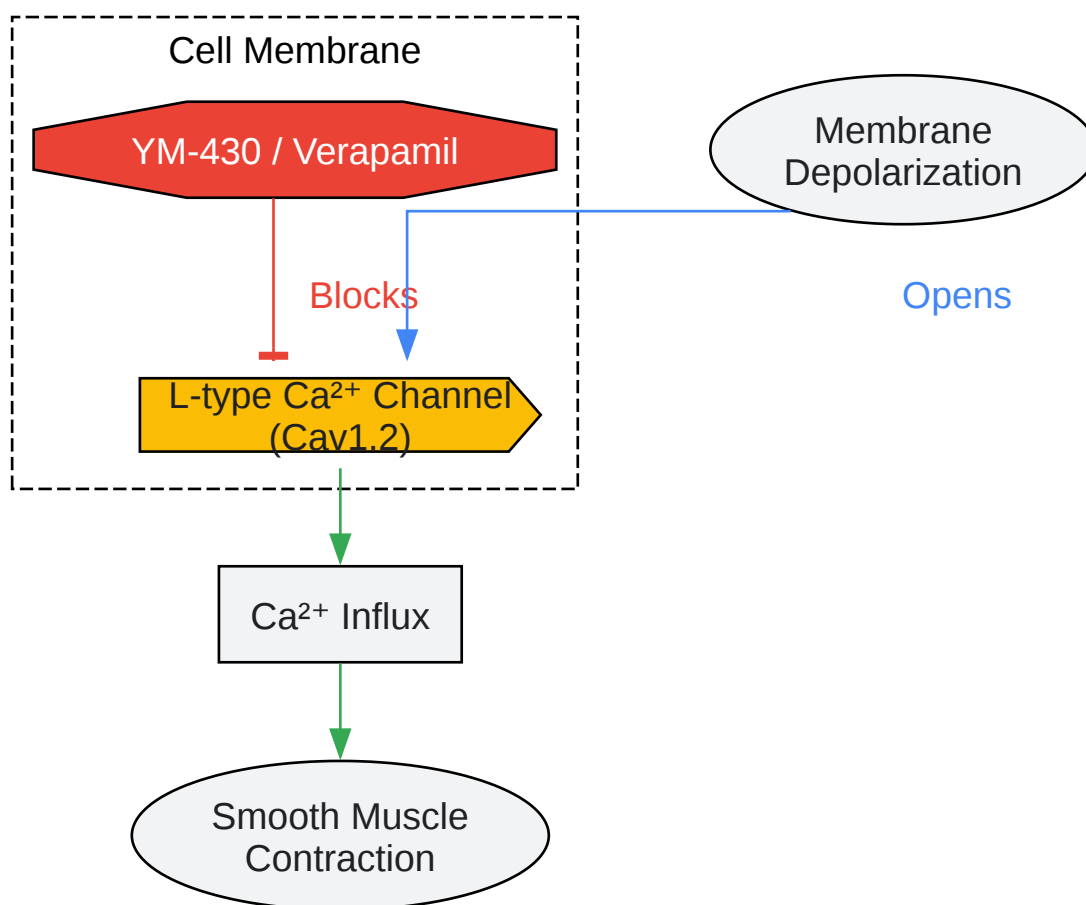 Cell Membrane
YM-430 / Verapamil
Membrane
Depolarization
Blocks
Opens
L-type Ca²⁺ Channel
(Cav1.2)
Ca²⁺ Influx
Smooth Muscle
Contraction